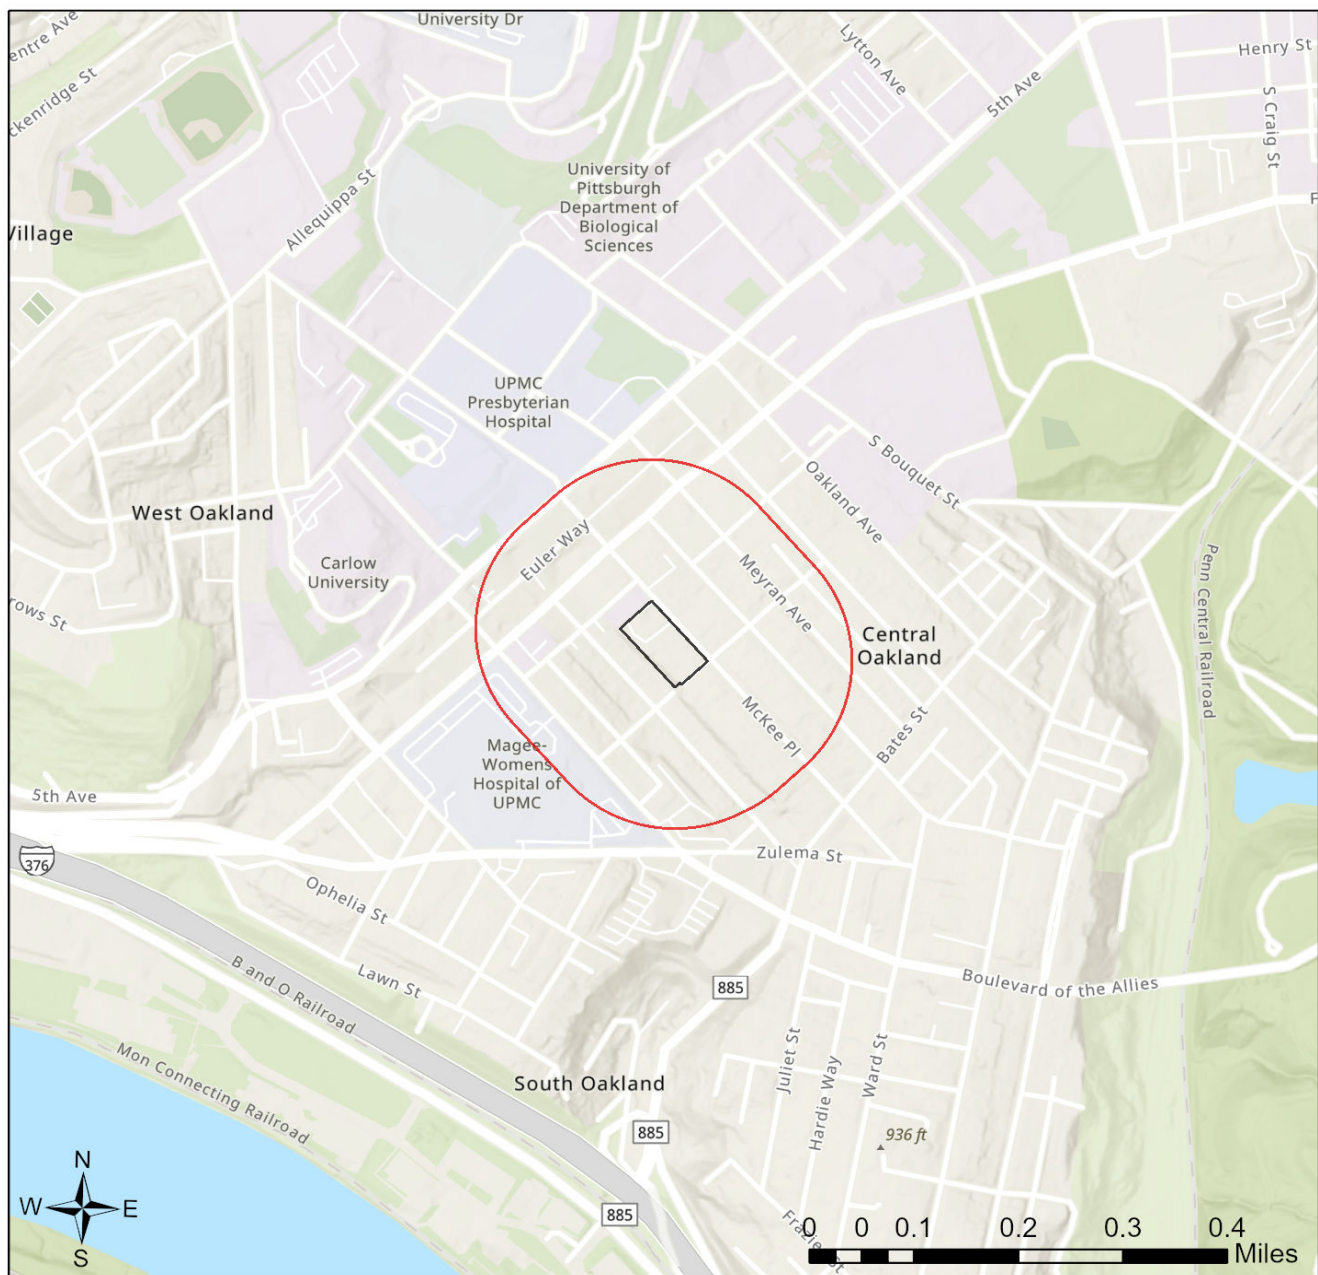 University Dr
entre Ave
ckenridge St
Lytton Ave
5th Ave
Henry St
S Craig St
F
University of
Pittsburgh
Department of
Biological
Sciences
Allequippa St
Village
UPMC
Presbyterian
Hospital
S Bouquet St
Oakland Ave
West Oakland
Euler Way
Carlow
University
Meyran Ave
Penn Central Railroad
rows St
Central
Oakland
McKee Pl
Bates St
Magee-
Womens
Hospital of
UPMC
5th Ave
376
Zulema St
Ophelia St
B and O Railroad
Lawn St
885
Boulevard of the Allies
Mon Connecting Railroad
South Oakland
Juliet St
Hardie Way
Ward St
885
936 ft
N
W
E
S
885
Frazier St
0 0 0.1 0.2 0.3 0.4
Miles